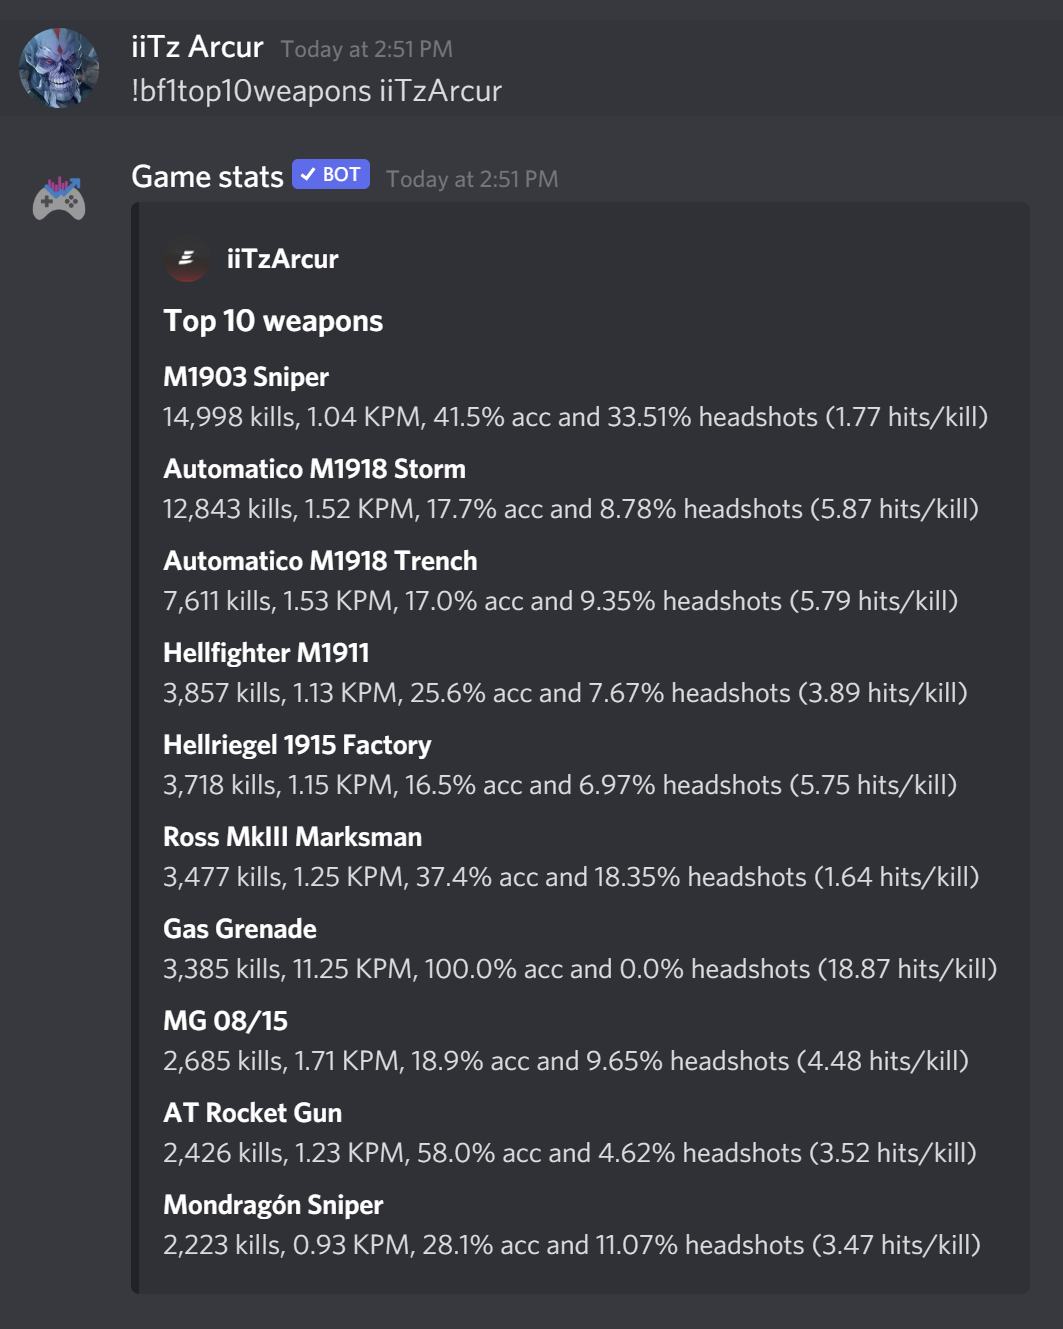 iiTz Arcur Today at 2:51 PM
!bf1top10weapons iiTzArcur
Game stats ✓ BOT Today at 2:51 PM
iiTzArcur
Top 10 weapons
M1903 Sniper
14,998 kills, 1.04 KPM, 41.5% acc and 33.51% headshots (1.77 hits/kill)
Automatico M1918 Storm
12,843 kills, 1.52 KPM, 17.7% acc and 8.78% headshots (5.87 hits/kill)
Automatico M1918 Trench
7,611 kills, 1.53 KPM, 17.0% acc and 9.35% headshots (5.79 hits/kill)
Hellfighter M1911
3,857 kills, 1.13 KPM, 25.6% acc and 7.67% headshots (3.89 hits/kill)
Hellriegel 1915 Factory
3,718 kills, 1.15 KPM, 16.5% acc and 6.97% headshots (5.75 hits/kill)
Ross MkIII Marksman
3,477 kills, 1.25 KPM, 37.4% acc and 18.35% headshots (1.64 hits/kill)
Gas Grenade
3,385 kills, 11.25 KPM, 100.0% acc and 0.0% headshots (18.87 hits/kill)
MG 08/15
2,685 kills, 1.71 KPM, 18.9% acc and 9.65% headshots (4.48 hits/kill)
AT Rocket Gun
2,426 kills, 1.23 KPM, 58.0% acc and 4.62% headshots (3.52 hits/kill)
Mondragón Sniper
2,223 kills, 0.93 KPM, 28.1% acc and 11.07% headshots (3.47 hits/kill)